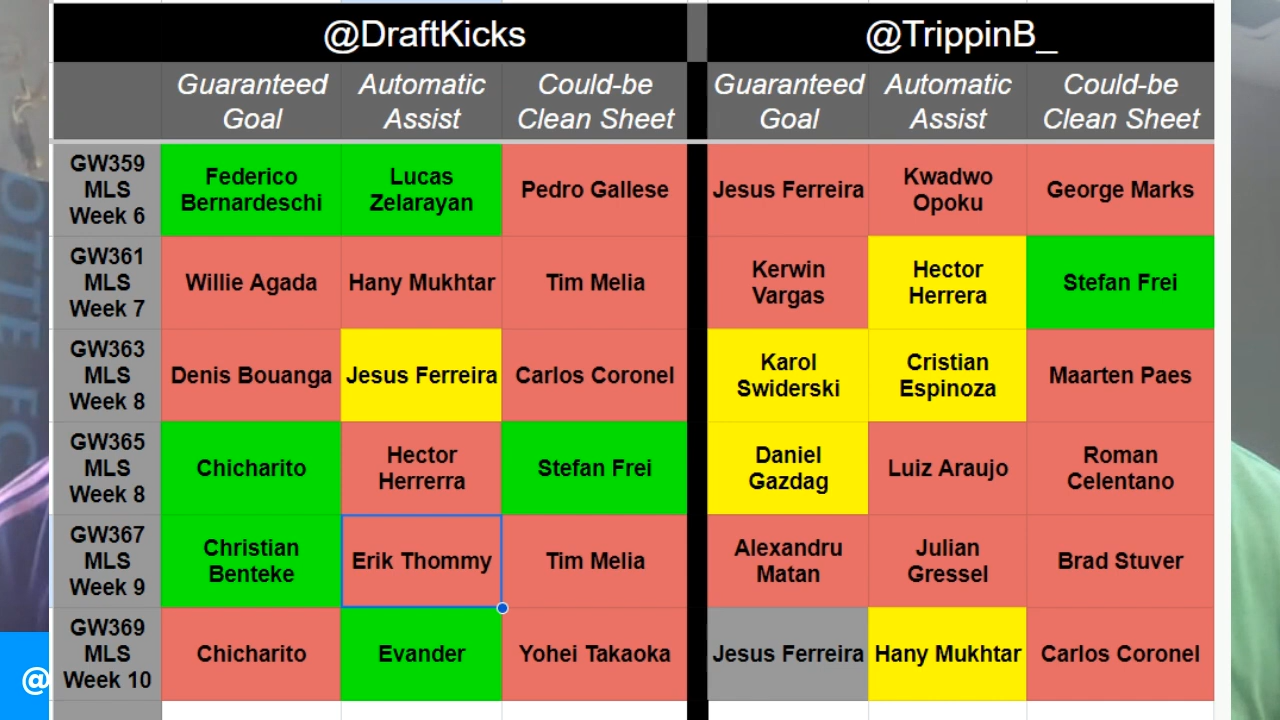 @DraftKicks @TrippinB_
Guaranteed Goal Automatic Assist Could-be Clean Sheet Guaranteed Goal Automatic Assist Could-be Clean Sheet
GW359 MLS Week 6 Federico Bernardeschi Lucas Zelarayan Pedro Gallese Jesus Ferreira Kwadwo Opoku George Marks
GW361 MLS Week 7 Willie Agada Hany Mukhtar Tim Melia Kerwin Vargas Hector Herrera Stefan Frei
GW363 MLS Week 8 Denis Bouanga Jesus Ferreira Carlos Coronel Karol Swiderski Cristian Espinoza Maarten Paes
GW365 MLS Week 8 Chicharito Hector Herrerra Stefan Frei Daniel Gazdag Luiz Araujo Roman Celentano
GW367 MLS Week 9 Christian Benteke Erik Thommy Tim Melia Alexandru Matan Julian Gressel Brad Stuver
GW369 MLS Week 10 Chicharito Evander Yohei Takaoka Jesus Ferreira Hany Mukhtar Carlos Coronel
@